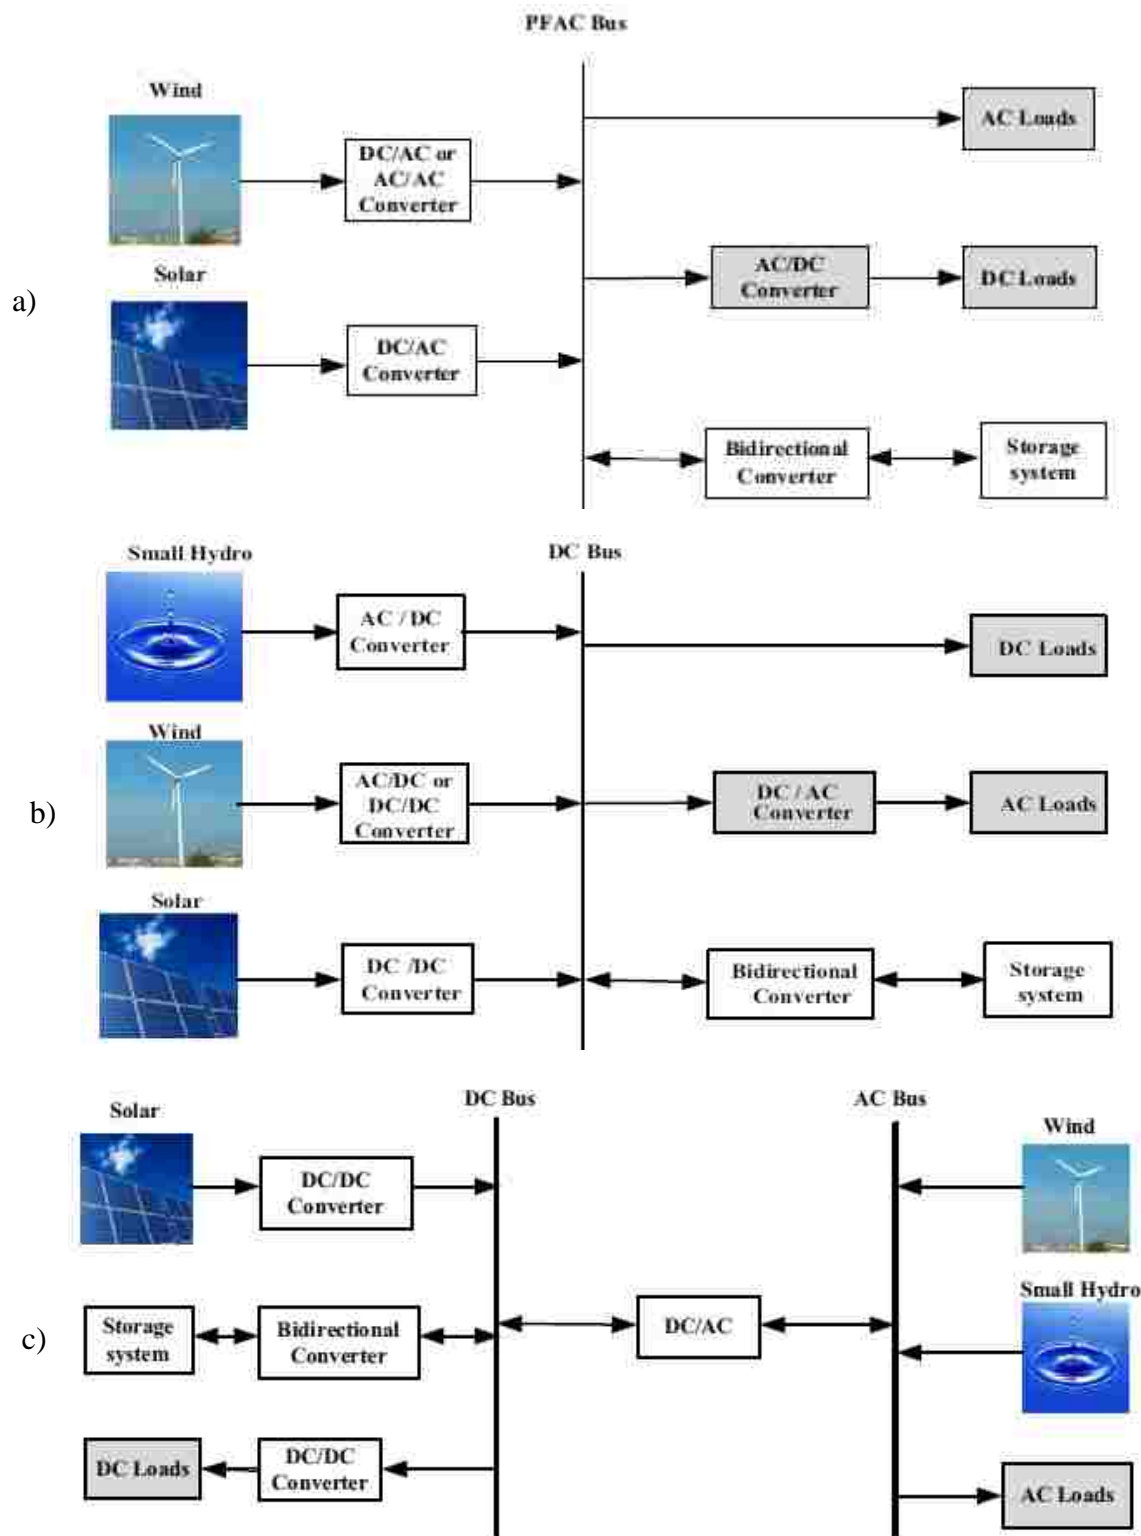 PFAC Bus
Wind
DC/AC or
AC/AC
Converter
AC Loads
Solar
AC/DC
Converter
DC Loads
a)
DC/AC
Converter
Bidirectional
Converter
Storage
system
Small Hydro
DC Bus
AC / DC
Converter
DC Loads
Wind
AC/DC or
DC/DC
Converter
DC / AC
Converter
AC Loads
b)
Solar
DC /DC
Converter
Bidirectional
Converter
Storage
system
DC Bus
AC Bus
Solar
Wind
DC/DC
Converter
Small Hydro
c)
Storage
system
Bidirectional
Converter
DC/AC
DC Loads
DC/DC
Converter
AC Loads